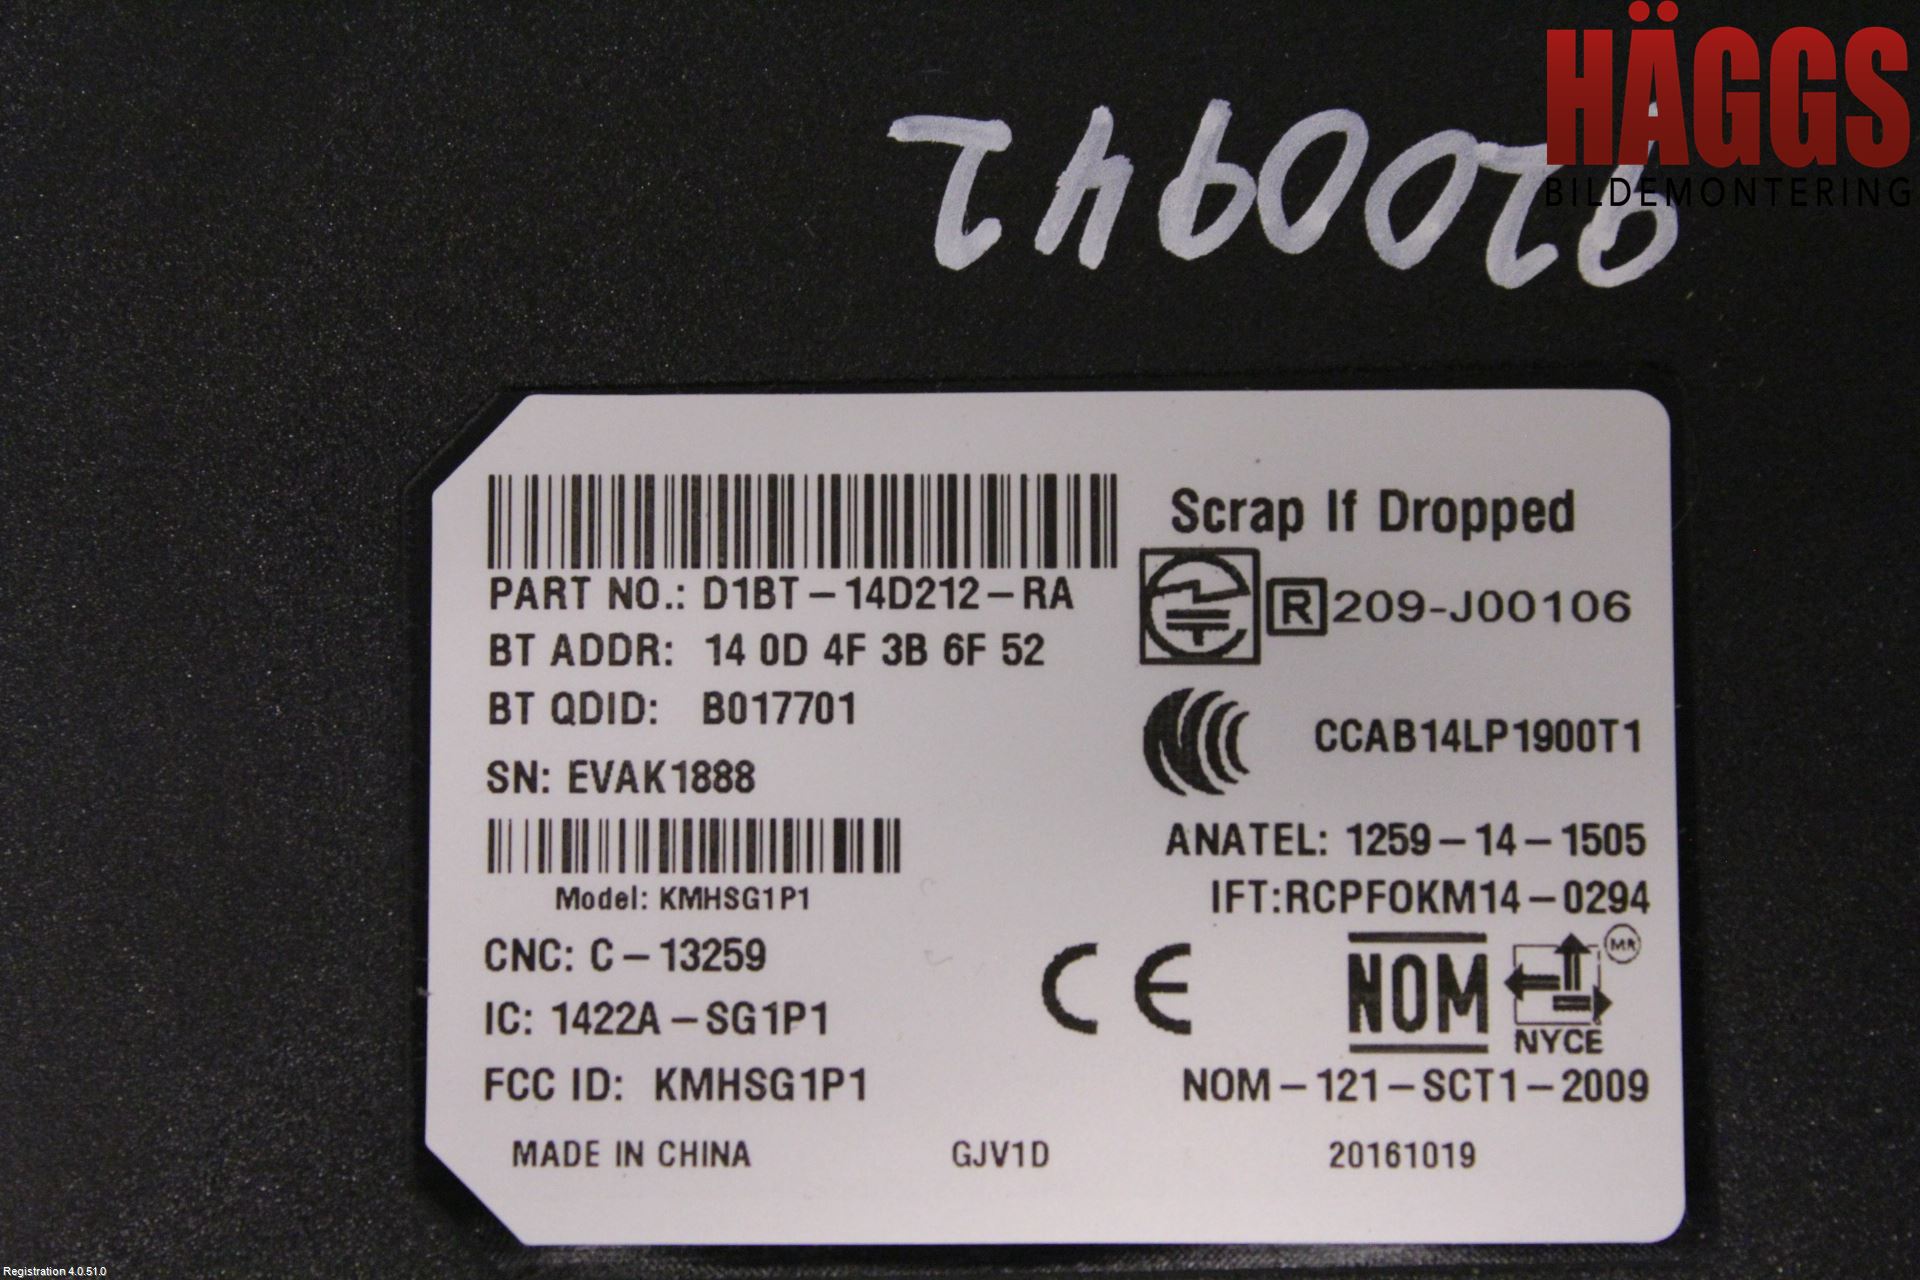 HÄGGS
BILDEMONTERING
9200942
Scrap If Dropped
PART NO.: D1BT-14D212-RA
R 209-J00106
BT ADDR: 14 0D 4F 3B 6F 52
BT QDID: B017701
CCAB14LP1900T1
SN: EVAK1888
ANATEL: 1259-14-1505
Model: KMHSG1P1
IFT:RCPFOKM14-0294
CNC: C-13259
CE
NOM
MR
NYCE
IC: 1422A-SG1P1
FCC ID: KMHSG1P1
NOM-121-SCT1-2009
MADE IN CHINA
GJV1D
20161019
Registration 4.0.51.0